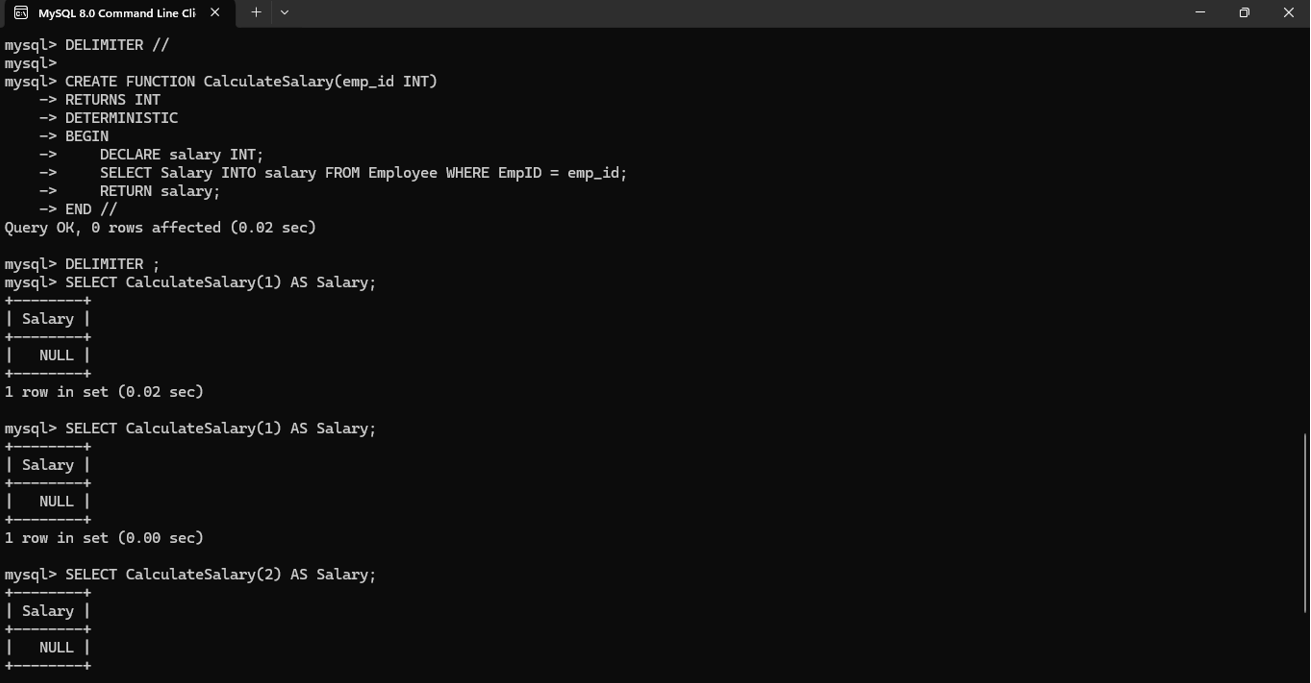 MySQL 8.0 Command Line Cli
mysql> DELIMITER //
mysql>
mysql> CREATE FUNCTION CalculateSalary(emp_id INT)
    -> RETURNS INT
    -> DETERMINISTIC
    -> BEGIN
    ->     DECLARE salary INT;
    ->     SELECT Salary INTO salary FROM Employee WHERE EmpID = emp_id;
    ->     RETURN salary;
    -> END //
Query OK, 0 rows affected (0.02 sec)
mysql> DELIMITER ;
mysql> SELECT CalculateSalary(1) AS Salary;
+--------+
| Salary |
+--------+
|   NULL |
+--------+
1 row in set (0.02 sec)
mysql> SELECT CalculateSalary(1) AS Salary;
+--------+
| Salary |
+--------+
|   NULL |
+--------+
1 row in set (0.00 sec)
mysql> SELECT CalculateSalary(2) AS Salary;
+--------+
| Salary |
+--------+
|   NULL |
+--------+